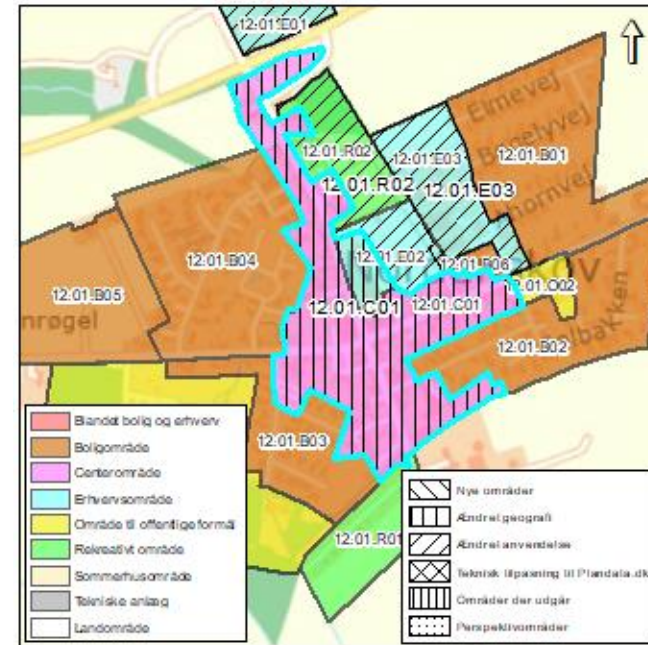 12.01.E01
Elmevej
12.01.R02
12.01.E03
12.01.B01
12.01.R02
12.01.E03
Thornvej
12.01.B04
12.01.E02
12.01.B06
12.01.O02
12.01.B05
12.01.C01
12.01.C01
12.01.B02
12.01.B03
12.01.R01
Blandet bolig og erhverv
Boligområde
Centerområde
Erhvervsområde
Område til offentlige formå
Rekreativt område
Sommerhusområde
Tekniske anlæg
Landområde
Nye områder
Ændret geografi
Ændret anvendelse
Teknisk tilpasning til Plandata.dk
Områder der udgår
Perspektivområder